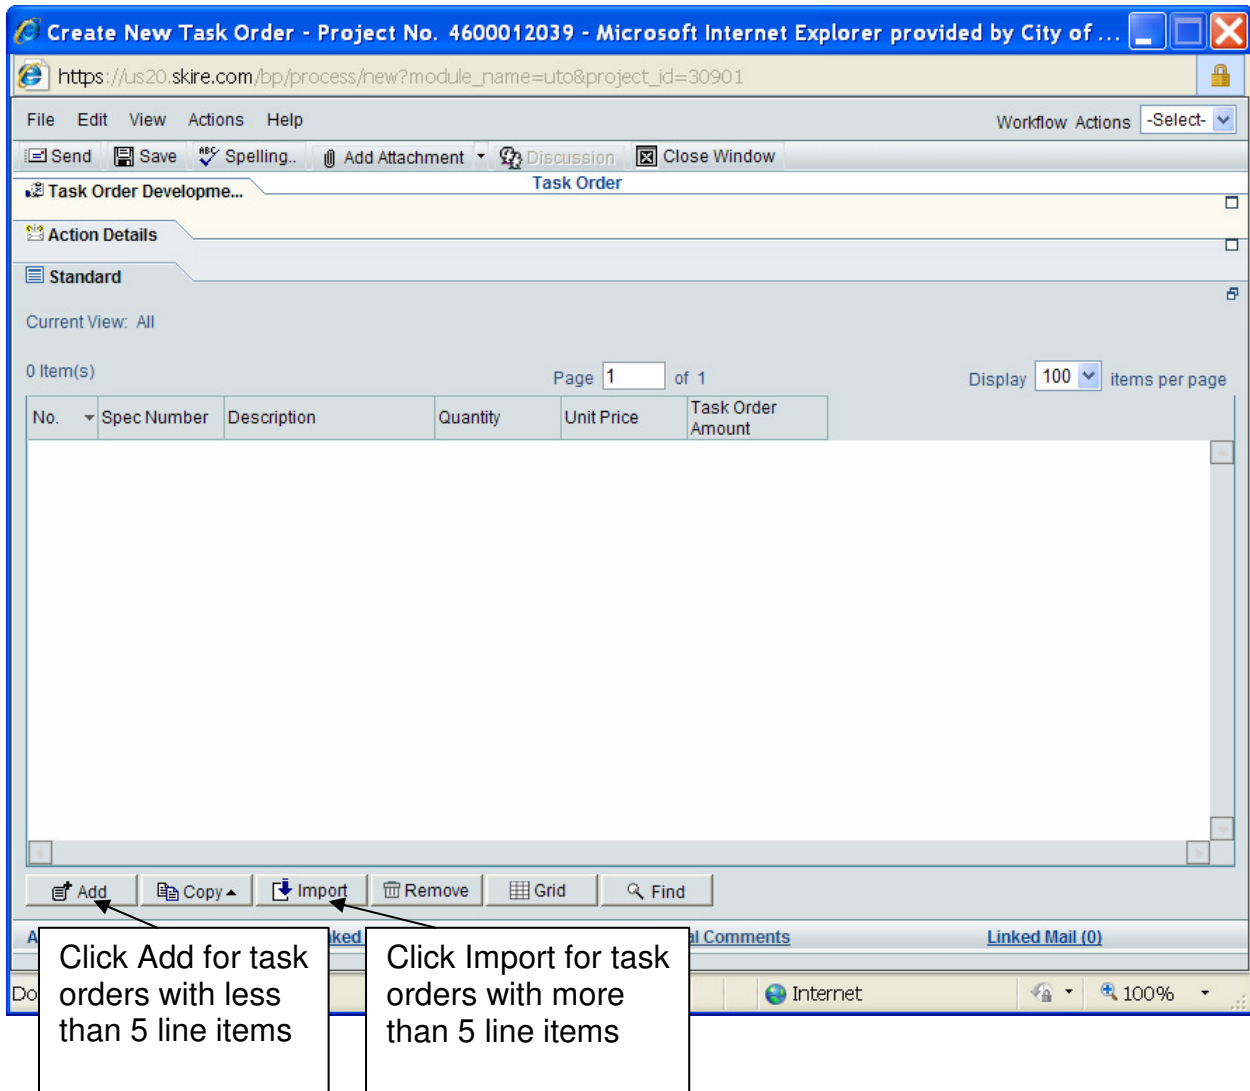 Create New Task Order - Project No. 4600012039 - Microsoft Internet Explorer provided by City of ...
https://us20.skire.com/bp/process/new?module_name=uto&project_id=30901
File Edit View Actions Help Workflow Actions -Select-
Send Save ABC Spelling.. Add Attachment Discussion Close Window
Task Order
Task Order Developme...
Action Details
Standard
Current View: All
0 Item(s) Page 1 of 1 Display 100 items per page
No. Spec Number Description Quantity Unit Price Task Order Amount
Add Copy Import Remove Grid Find
Comments Linked Mail (0)
Click Add for task
orders with less
than 5 line items
Click Import for task
orders with more
than 5 line items
Internet 100%